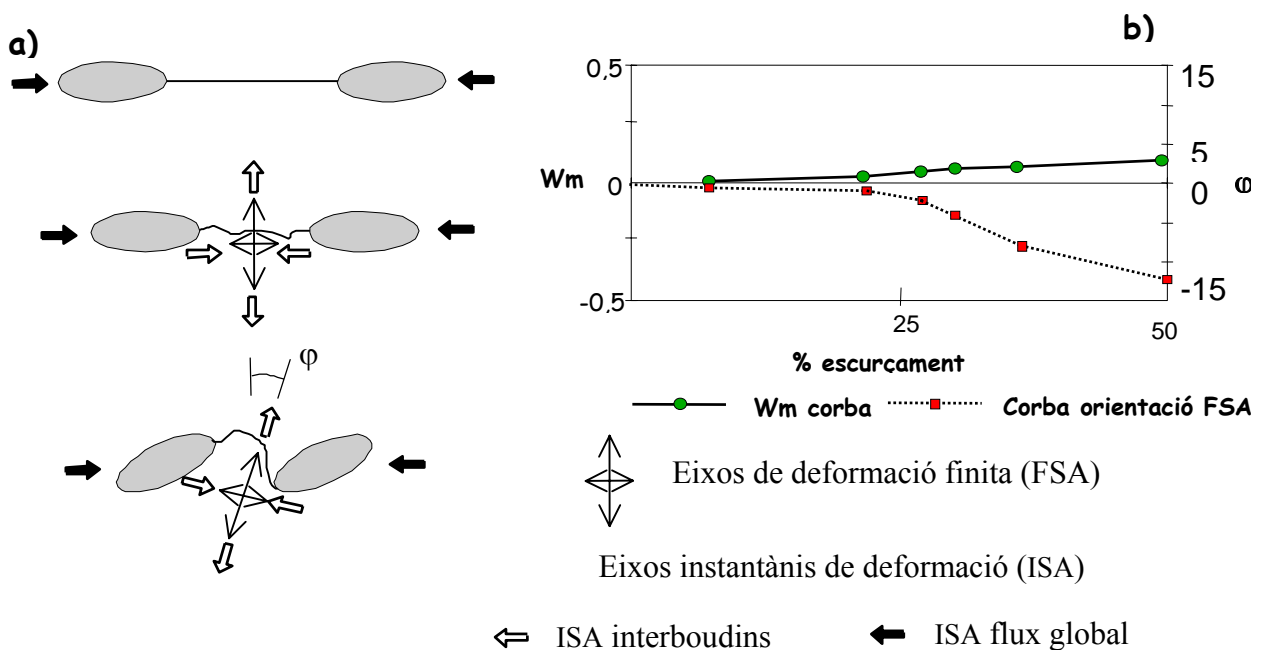 a)
φ
b)
0,5
Wm
0
-0,5
15
5
0
φ
-15
25
50
% escurçament
Wm corba
Corba orientació FSA
Eixos de deformació finita (FSA)
Eixos instantànis de deformació (ISA)
ISA interboudins
ISA flux global